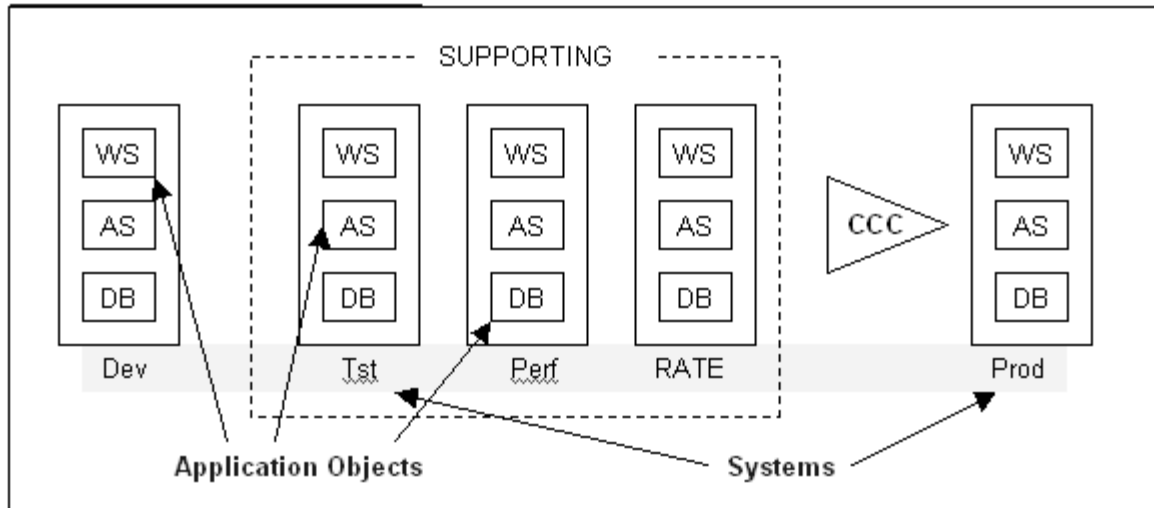 SUPPORTING
WS WS WS WS WS
AS AS AS CCC AS
AS
DB DB DB DB DB
Dev Tst Perf RATE Prod
Application Objects Systems